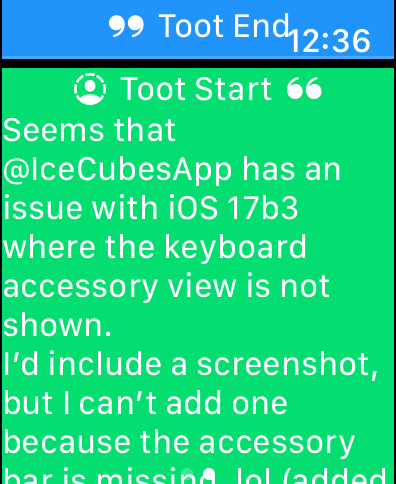 ” Toot End
12:36
Toot Start “
Seems that
@IceCubesApp has an
issue with iOS 17b3
where the keyboard
accessory view is not
shown.
I’d include a screenshot,
but I can’t add one
because the accessory
bar is missing, lol (added